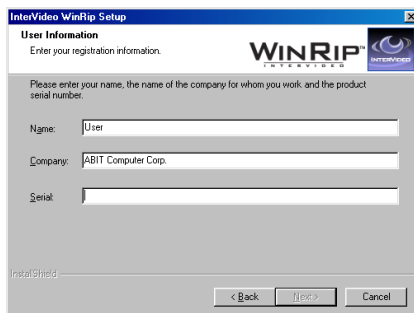 InterVideo WinRip Setup
User Information
Enter your registration information.
WINRIP™
INTERVIDEO
INTERVIDEO
Please enter your name, the name of the company for whom you work and the product
serial number.
Name: User
Company: ABIT Computer Corp.
Serial:
InstallShield
< Back Next > Cancel